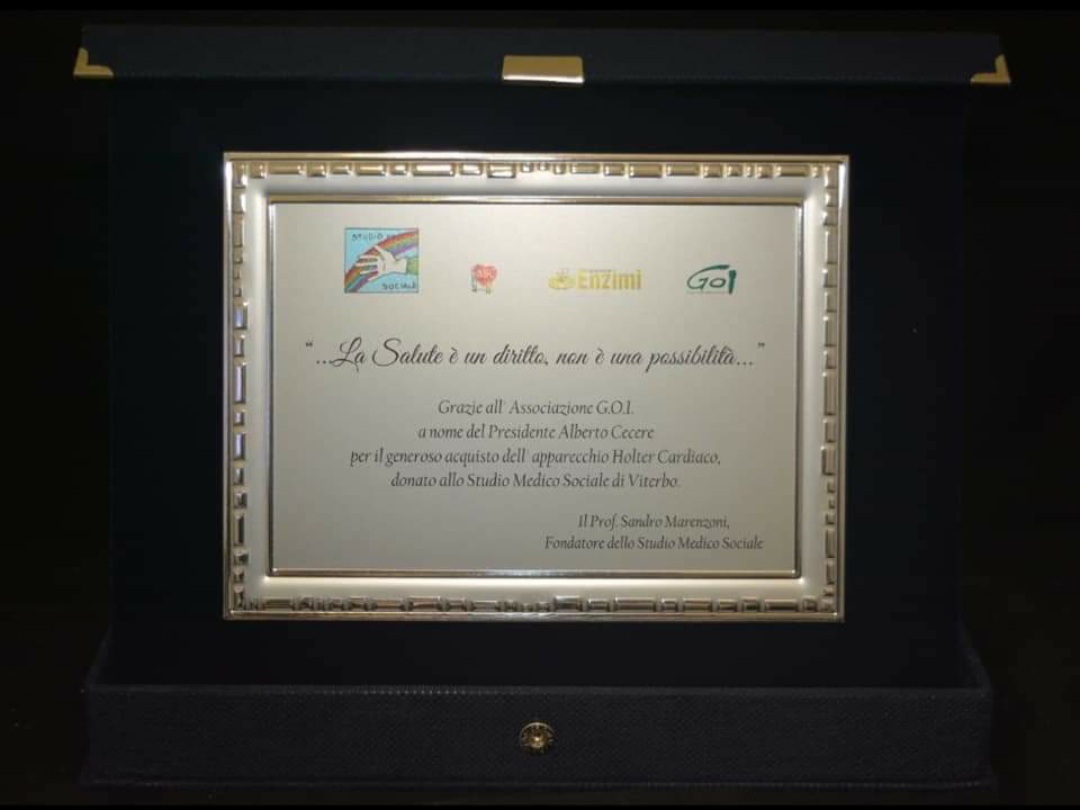 STUDIO
SOCIALE
ABC
EnZimi
GOI
“...La Salute è un diritto, non è una possibilità...”
Grazie all' Associazione G.O.I.
a nome del Presidente Alberto Cecere
per il generoso acquisto dell' apparecchio Holter Cardiaco,
donato allo Studio Medico Sociale di Viterbo.
Il Prof. Sandro Marenzoni,
Fondatore dello Studio Medico Sociale